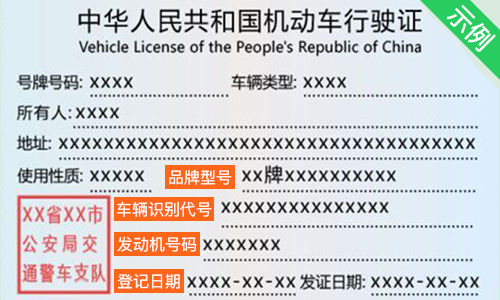 中华人民共和国机动车行驶证
示例
Vehicle License of the People's Republic of China
号牌号码: XXXX 车辆类型: XXXX
所有人: XXXX
地址: XXXXXXXXXXXXXXXXXXXXXXXXXXXXXXXXXX
使用性质: XXXXX 品牌型号 XX牌XXXXXXXXXX
XX省XX市
公安局交
通警车支队
车辆识别代号 XXXXXXXXXXXXXXX
发动机号码 XXXXXXX
登记日期 XXXX-XX-XX 发证日期: XXXX-XX-XX